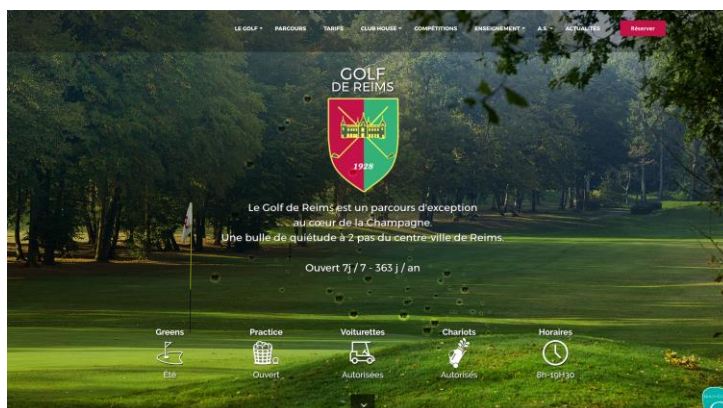 LE GOLF
PARCOURS
TARIFS
CLUB HOUSE
COMPÉTITIONS
ENSEIGNEMENT
A.S
ACTUALITÉS
Réserver
GOLF
DE REIMS
1928
Le Golf de Reims est un parcours d'exception
au cœur de la Champagne.
Une bulle de quiétude à 2 pas du centre-ville de Reims.
Ouvert 7j / 7 - 363 j / an
Greens
Practice
Voiturettes
Chariots
Horaires
Été
Ouvert
Autorisées
Autorisés
8h-19H30